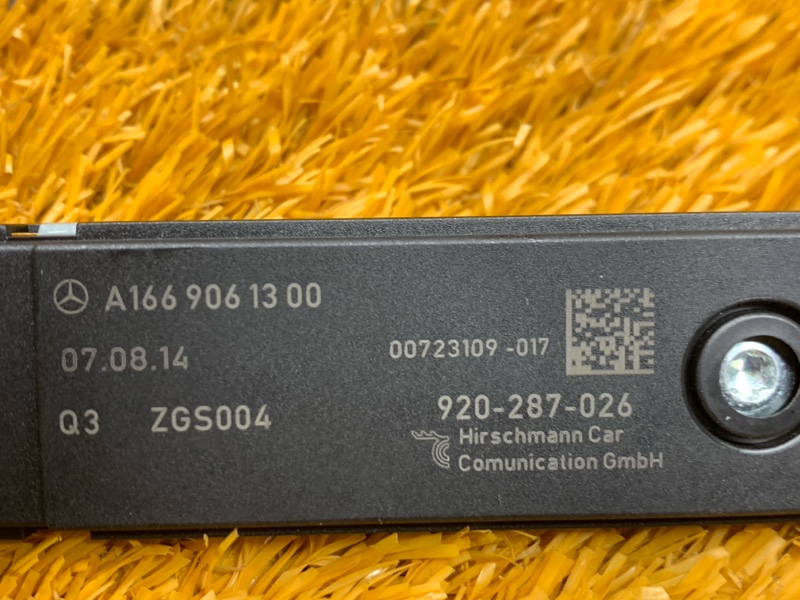 A166 906 13 00
07.08.14
00723109 -017
Q3 ZGS004
920-287-026
Hirschmann Car
Comunication GmbH